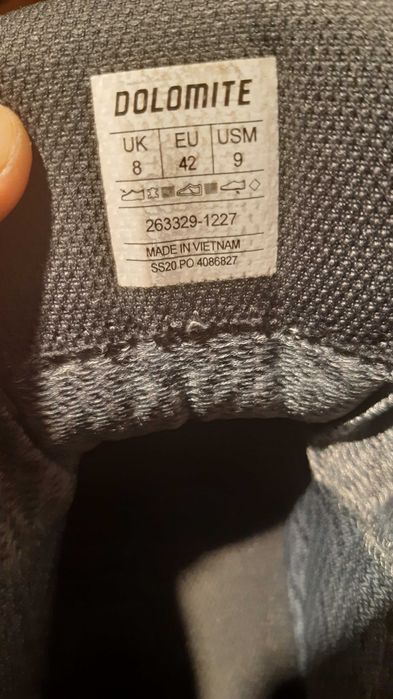 DOLOMITE
UK EU USM
8 42 9
263329-1227
MADE IN VIETNAM
SS20 PO 4086827